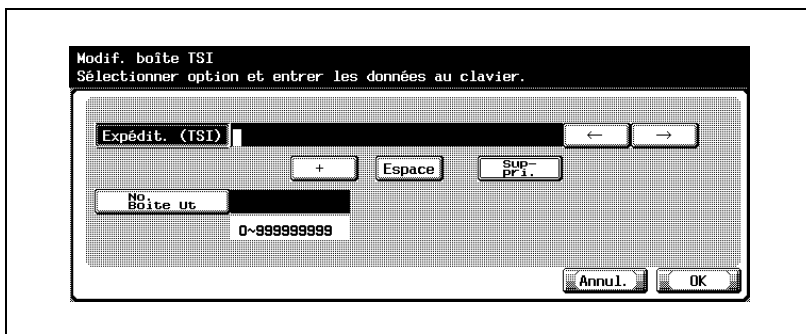 Modif. boîte TSI
Sélectionner option et entrer les données au clavier.
Expédit. (TSI) ← →
+ Espace Sup-
pri.
No.
Boite Ut
0~999999999
Annul. OK